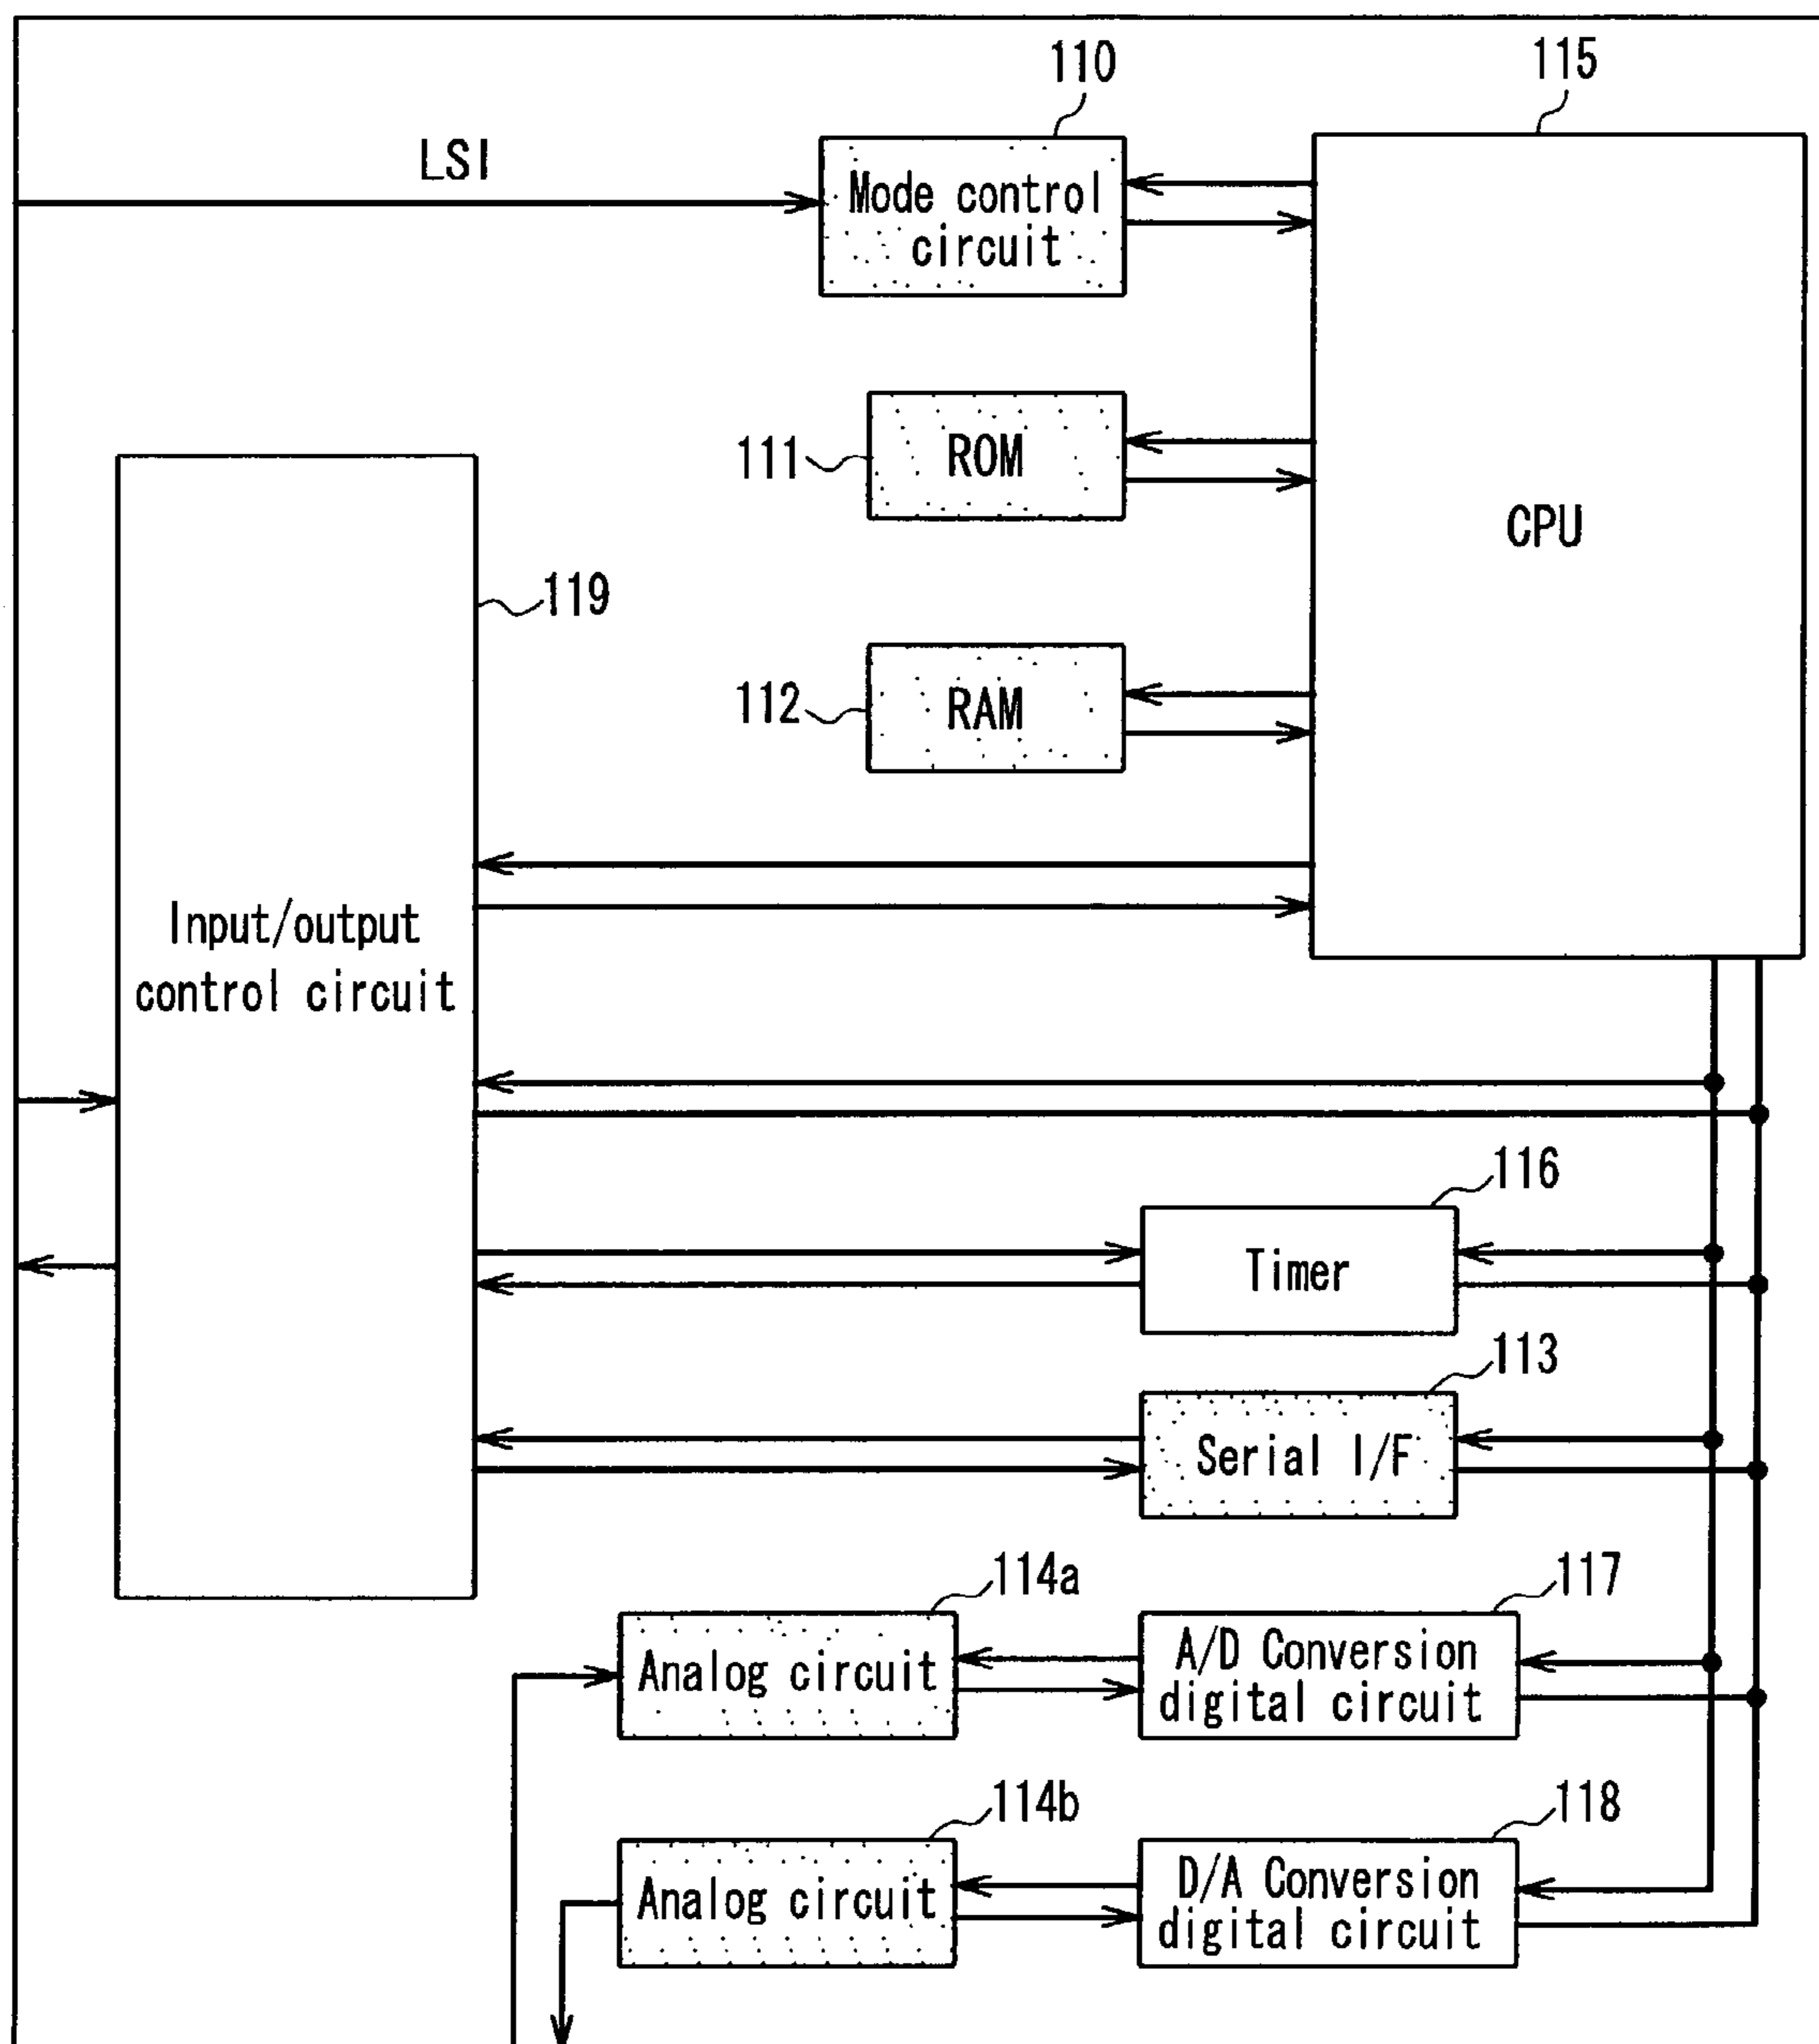 110
115
LSI
Mode control
circuit
111
ROM
CPU
119
112
RAM
Input/output
control circuit
116
Timer
113
Serial I/F
114a
117
Analog circuit
A/D Conversion
digital circuit
114b
118
Analog circuit
D/A Conversion
digital circuit